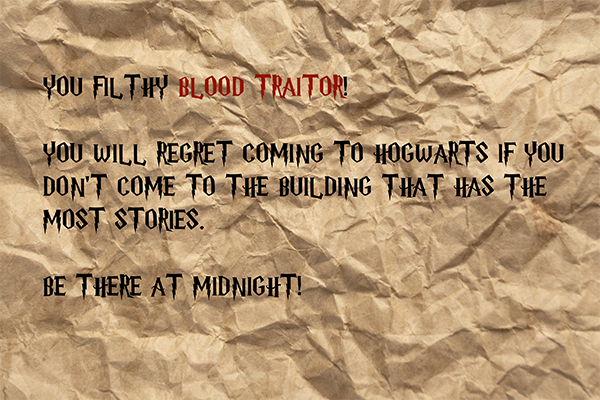 YOU FILTHY BLOOD TRAITOR!
YOU WILL REGRET COMING TO HOGWARTS IF YOU
DON'T COME TO THE BUILDING THAT HAS THE
MOST STORIES.
BE THERE AT MIDNIGHT!